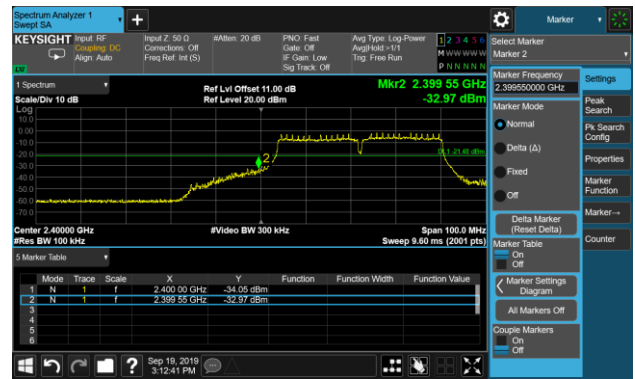 Spectrum Analyzer 1
Swept SA
+
Marker
KEYSIGHT Input: RF
Coupling: DC
Align: Auto
Input Z: 50 Ω
Corrections: Off
Freq Ref: Int (S)
#Atten: 20 dB
PNO: Fast
Gate: Off
IF Gain: Low
Sig Track: Off
Avg Type: Log-Power
Avg|Hold:>1/1
Trig: Free Run
1 2 3 4 5 6
M W W W W W
P N N N N N
Select Marker
Marker 2
1 Spectrum
Scale/Div 10 dB
Ref Lvl Offset 11.00 dB
Ref Level 20.00 dBm
Mkr2 2.399 55 GHz
-32.97 dBm
Log
10.0
0.00
-10.0
-20.0
-30.0
-40.0
-50.0
-60.0
-70.0
2
DL1 -21.48 dBm
Center 2.40000 GHz
#Res BW 100 kHz
#Video BW 300 kHz
Span 100.0 MHz
Sweep 9.60 ms (2001 pts)
5 Marker Table
Mode Trace Scale X Y Function Function Width Function Value
1 N 1 f 2.400 00 GHz -34.05 dBm
2 N 1 f 2.399 55 GHz -32.97 dBm
3
4
5
6
Marker Frequency
2.399550000 GHz
Marker Mode
Normal
Delta (Δ)
Fixed
Off
Delta Marker
(Reset Delta)
Marker Table
On
Off
Marker Settings
Diagram
All Markers Off
Couple Markers
On
Off
Settings
Peak
Search
Pk Search
Config
Properties
Marker
Function
Marker→
Counter
?
Sep 19, 2019
3:12:41 PM